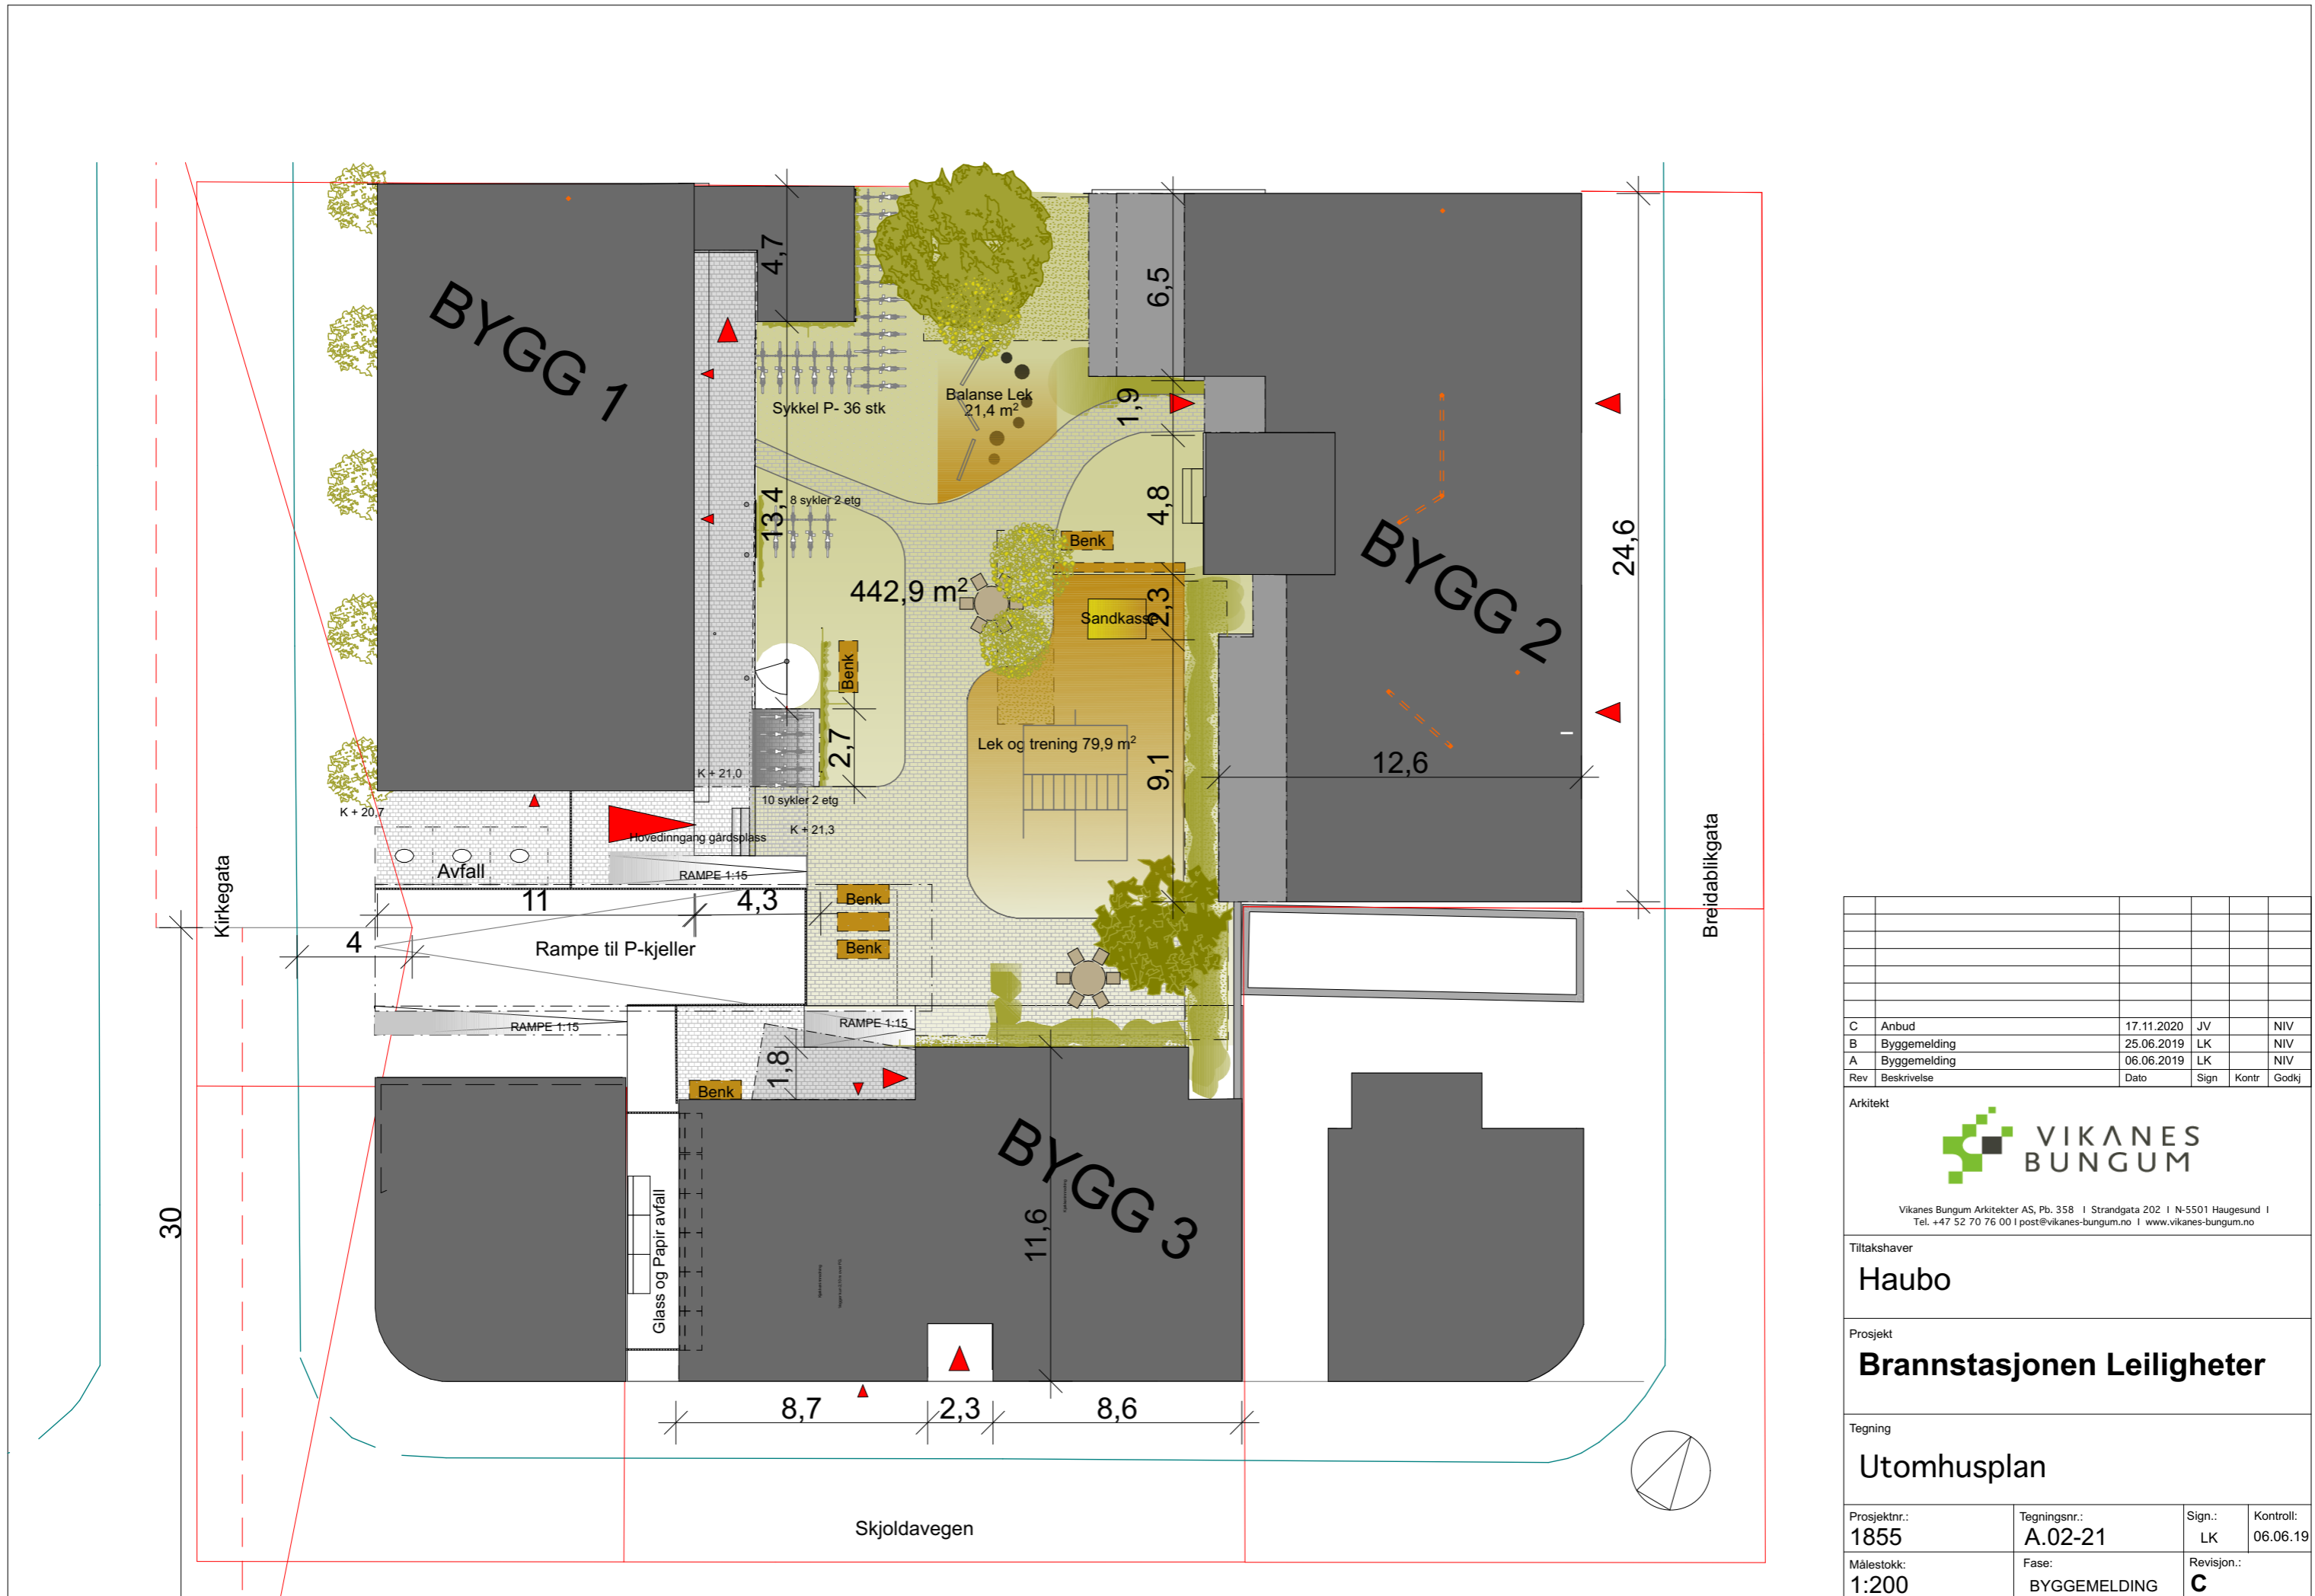 BYGG 1
4,7
6,5
Sykkel P- 36 stk
Balanse Lek
21,4 m²
1,9
13,4
8 sykler 2 etg
4,8
Benk
BYGG 2
24,6
442,9 m²
2,3
Sandkasse
Benk
2,7
Lek og trening 79,9 m²
9,1
12,6
K + 21,0
10 sykler 2 etg
K + 20,7
Hovedinngang gårdsplass
K + 21,3
Kirkegata
Breidablikgata
Avfall
RAMPE 1:15
11
4,3
Benk
4
Rampe til P-kjeller
Benk
RAMPE 1:15
RAMPE 1:15
1,8
Benk
BYGG 3
30
Glass og Papir avfall
11,6
8,7
2,3
8,6
Skjoldavegen
C Anbud 17.11.2020 JV NIV
B Byggemelding 25.06.2019 LK NIV
A Byggemelding 06.06.2019 LK NIV
Rev Beskrivelse Dato Sign Kontr Godkj
Arkitekt
VIKANES
BUNGUM
Vikanes Bungum Arkitekter AS, Pb. 358 I Strandgata 202 I N-5501 Haugesund I
Tel. +47 52 70 76 00 I post@vikanes-bungum.no I www.vikanes-bungum.no
Tiltakshaver
Haubo
Prosjekt
Brannstasjonen Leiligheter
Tegning
Utomhusplan
Prosjektnr.: Tegningsnr.: Sign.: Kontroll:
1855 A.02-21 LK 06.06.19
Målestokk: Fase: Revisjon.:
1:200 BYGGEMELDING C